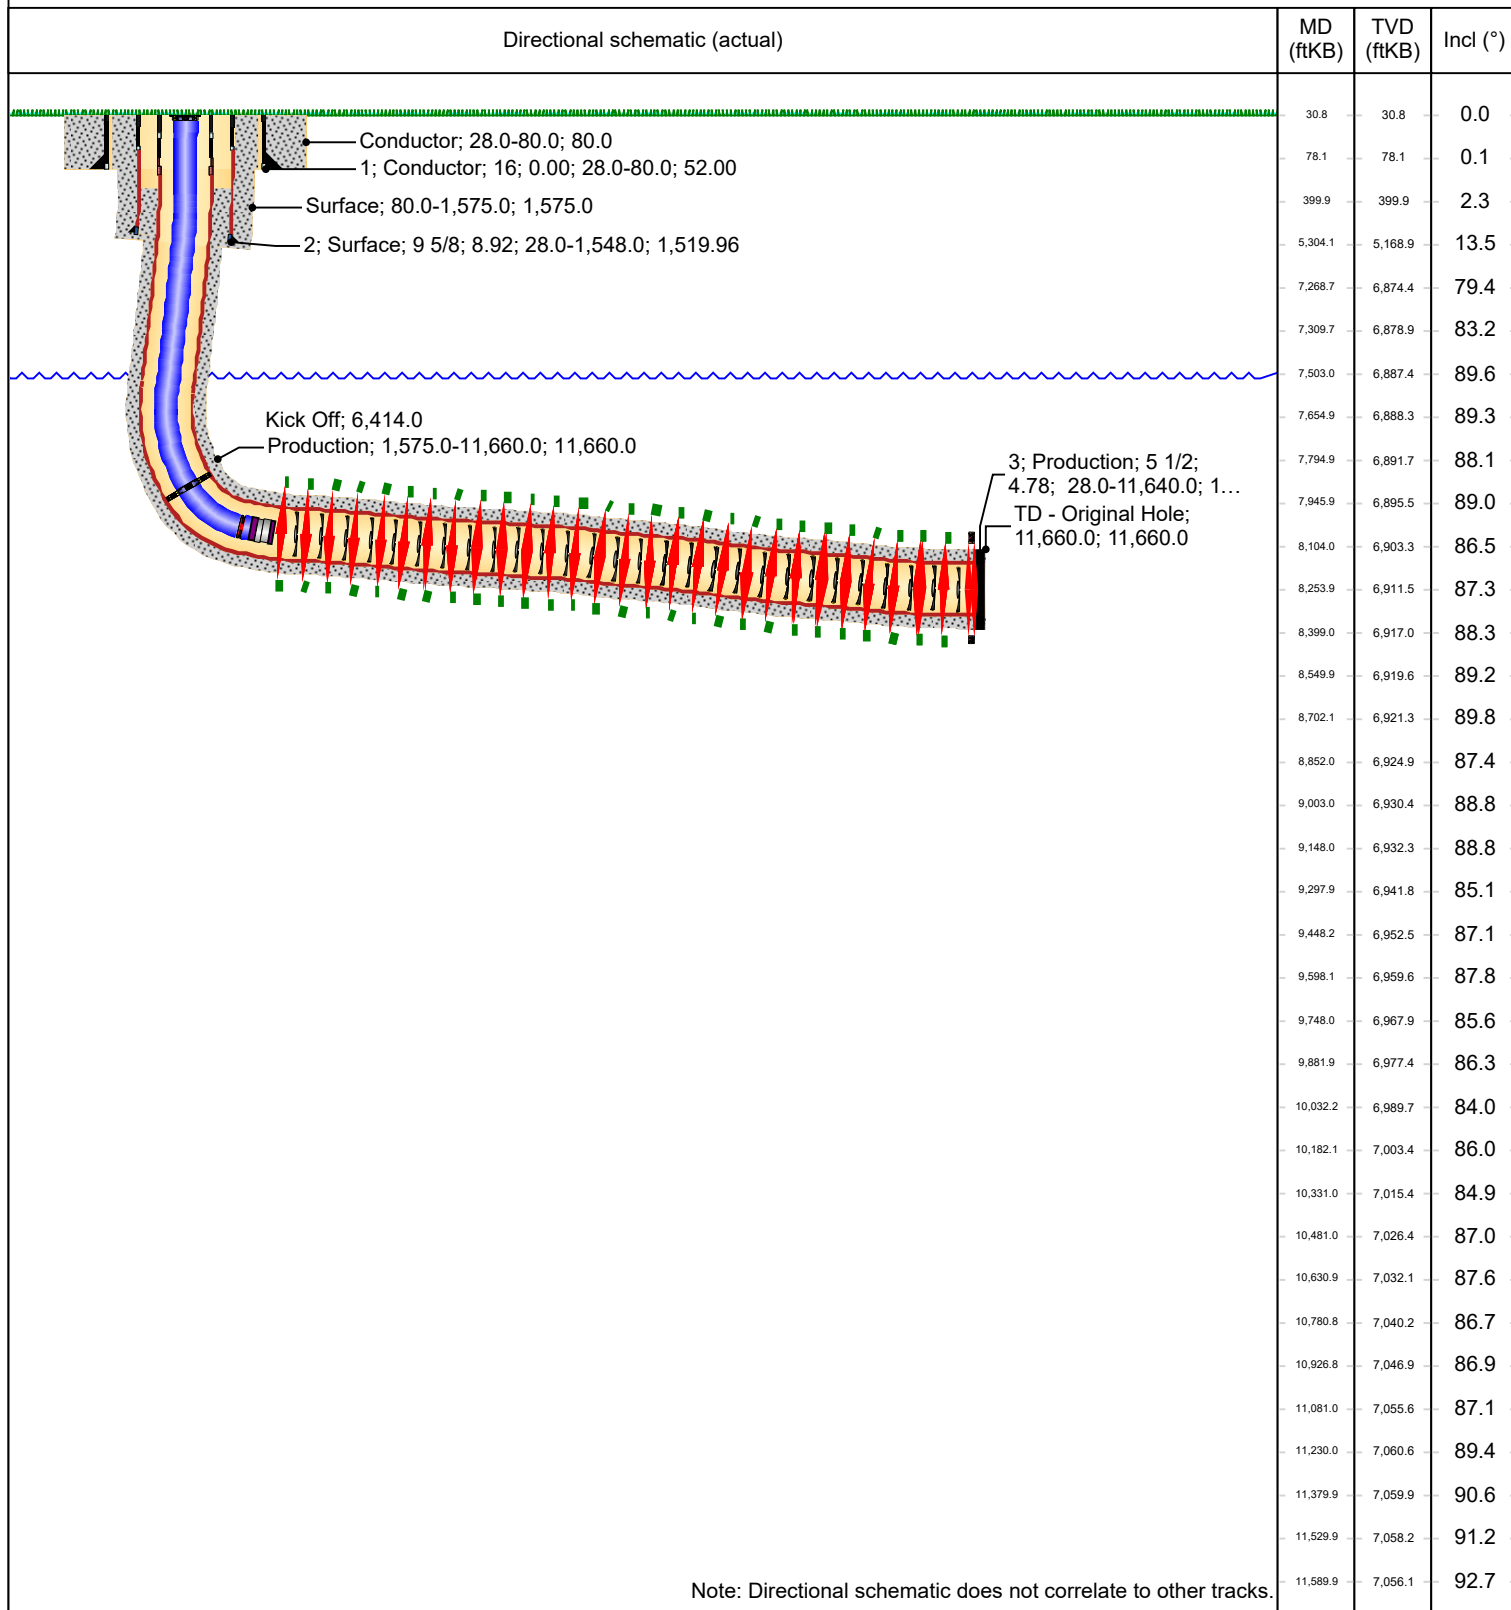 Directional schematic (actual)
MD (ftKB)
TVD (ftKB)
Incl (°)
Conductor; 28.0-80.0; 80.0
1; Conductor; 16; 0.00; 28.0-80.0; 52.00
Surface; 80.0-1,575.0; 1,575.0
2; Surface; 9 5/8; 8.92; 28.0-1,548.0; 1,519.96
Kick Off; 6,414.0
Production; 1,575.0-11,660.0; 11,660.0
3; Production; 5 1/2;
4.78; 28.0-11,640.0; 1…
TD - Original Hole;
11,660.0; 11,660.0
30.8 30.8 0.0
78.1 78.1 0.1
399.9 399.9 2.3
5,304.1 5,168.9 13.5
7,268.7 6,874.4 79.4
7,309.7 6,878.9 83.2
7,503.0 6,887.4 89.6
7,654.9 6,888.3 89.3
7,794.9 6,891.7 88.1
7,945.9 6,895.5 89.0
8,104.0 6,903.3 86.5
8,253.9 6,911.5 87.3
8,399.0 6,917.0 88.3
8,549.9 6,919.6 89.2
8,702.1 6,921.3 89.8
8,852.0 6,924.9 87.4
9,003.0 6,930.4 88.8
9,148.0 6,932.3 88.8
9,297.9 6,941.8 85.1
9,448.2 6,952.5 87.1
9,598.1 6,959.6 87.8
9,748.0 6,967.9 85.6
9,881.9 6,977.4 86.3
10,032.2 6,989.7 84.0
10,182.1 7,003.4 86.0
10,331.0 7,015.4 84.9
10,481.0 7,026.4 87.0
10,630.9 7,032.1 87.6
10,780.8 7,040.2 86.7
10,926.8 7,046.9 86.9
11,081.0 7,055.6 87.1
11,230.0 7,060.6 89.4
11,379.9 7,059.9 90.6
11,529.9 7,058.2 91.2
11,589.9 7,056.1 92.7
Note: Directional schematic does not correlate to other tracks.